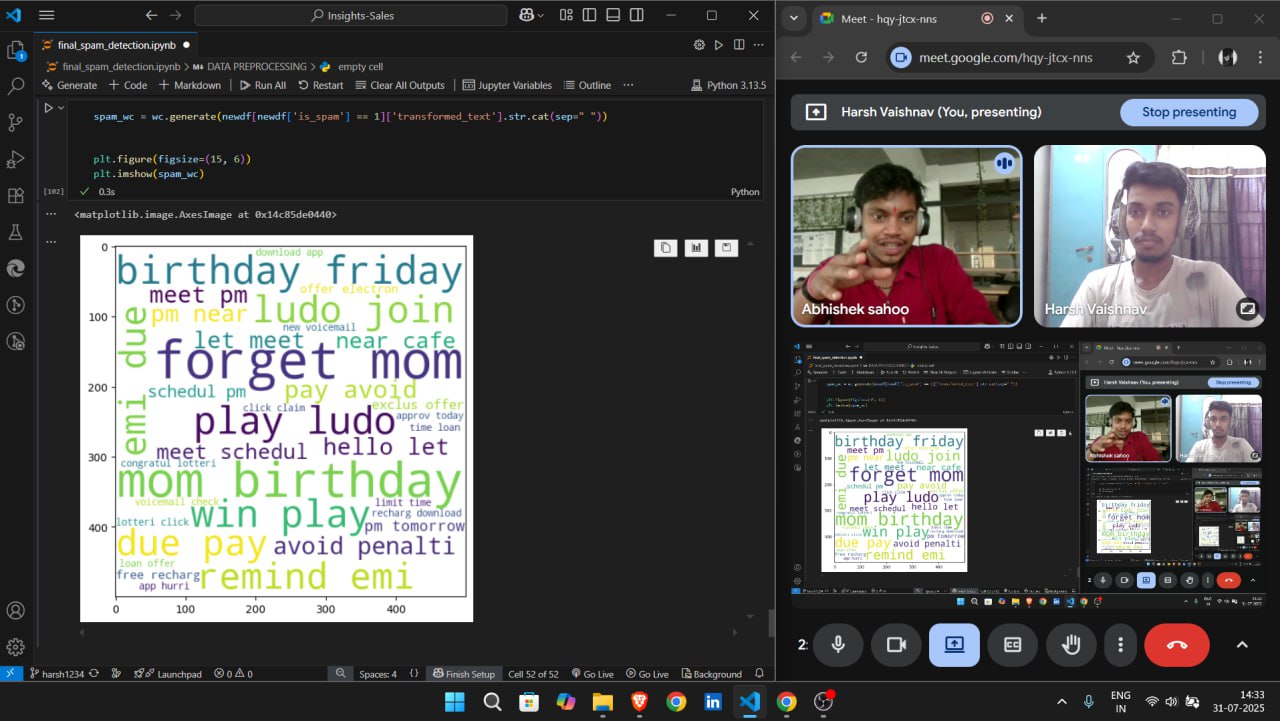 Insights-Sales
final_spam_detection.ipynb
final_spam_detection.ipynb > M↓ DATA PREPROCESSING > empty cell
Generate + Code + Markdown Run All Restart Clear All Outputs Jupyter Variables Outline ... Python 3.13.5
spam_wc = wc.generate(newdf[newdf['is_spam'] == 1]['transformed_text'].str.cat(sep=" "))
plt.figure(figsize=(15, 6))
plt.imshow(spam_wc)
[102] 0.3s Python
<matplotlib.image.AxesImage at 0x14c85de0440>
0
100
200
300
400
download app
birthday friday
offer electron
meet pm
ludo join
pm near
new voicemail
let meet
near cafe
emi due
forget mom
schedul pm
pay avoid
exclus offer
click claim
approv today
play ludo
time loan
meet schedul
hello let
congratul lotteri
mom birthday
voicemail check
limit time
win play
recharg download
lotteri click
pm tomorrow
due pay
avoid penalti
loan offer
free recharg
remind emi
app hurri
0 100 200 300 400
harsh1234 Launchpad 0 0 Spaces: 4 {} Finish Setup Cell 52 of 52 Go Live Go Live Background
1
Meet - hqy-jtcx-nns
meet.google.com/hqy-jtcx-nns
Harsh Vaishnav (You, presenting) Stop presenting
Abhishek sahoo
Harsh Vaishnav
2
ENG
IN
14:33
31-07-2025